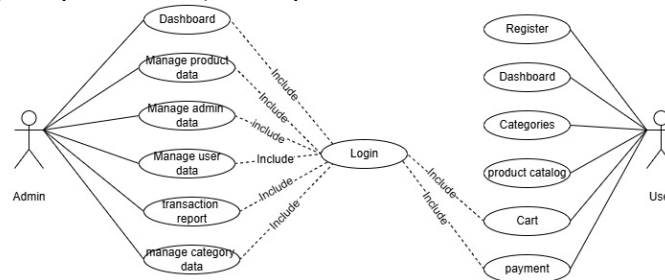 Dashboard
Register
Include
Manage product
data
Include
Dashboard
Manage admin
data
include
Categories
Manage user
data
Include
Login
product catalog
Admin
transaction
report
Include
Include
Cart
manage category
data
Include
Include
payment